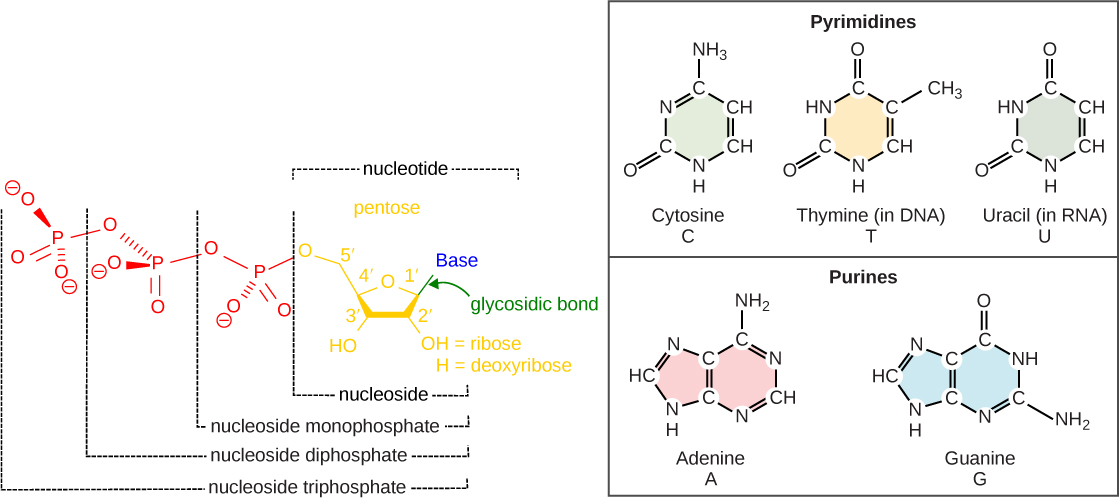 nucleotide
pentose
⊖
O
O
P
O
O
⊖
O
⊖
P
O
O
P
O
⊖
O
O
5′
4′
O
1′
Base
glycosidic bond
3′
2′
HO
OH = ribose
H = deoxyribose
nucleoside
nucleoside monophosphate
nucleoside diphosphate
nucleoside triphosphate
Pyrimidines
NH3
C
N
CH
C
CH
O
N
H
Cytosine
C
O
C
CH3
HN
C
C
CH
O
N
H
Thymine (in DNA)
T
O
C
HN
CH
C
CH
O
N
H
Uracil (in RNA)
U
Purines
NH2
C
N
C
N
HC
C
CH
N
N
H
Adenine
A
O
C
N
C
NH
HC
C
C
N
N
NH2
H
Guanine
G